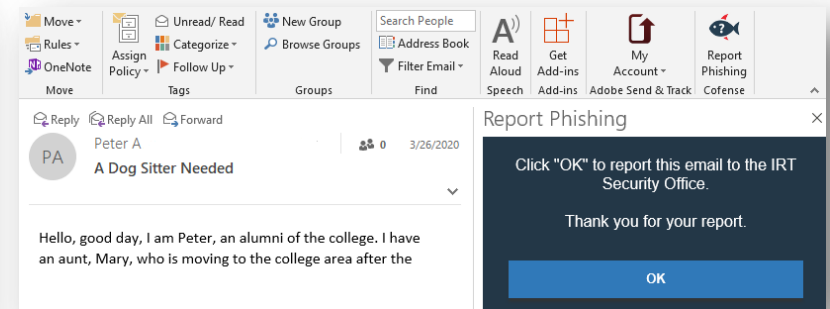 Move
Unread/ Read
New Group
Search People
Rules
Categorize
Browse Groups
Address Book
OneNote
Assign
Policy
Follow Up
Filter Email
Read
Aloud
Get
Add-ins
My
Account
Report
Phishing
Move
Tags
Groups
Find
Speech
Add-ins
Adobe Send & Track
Cofense
Reply
Reply All
Forward
PA
Peter A
0
3/26/2020
A Dog Sitter Needed
Hello, good day, I am Peter, an alumni of the college. I have
an aunt, Mary, who is moving to the college area after the
Report Phishing
Click "OK" to report this email to the IRT
Security Office.
Thank you for your report.
OK